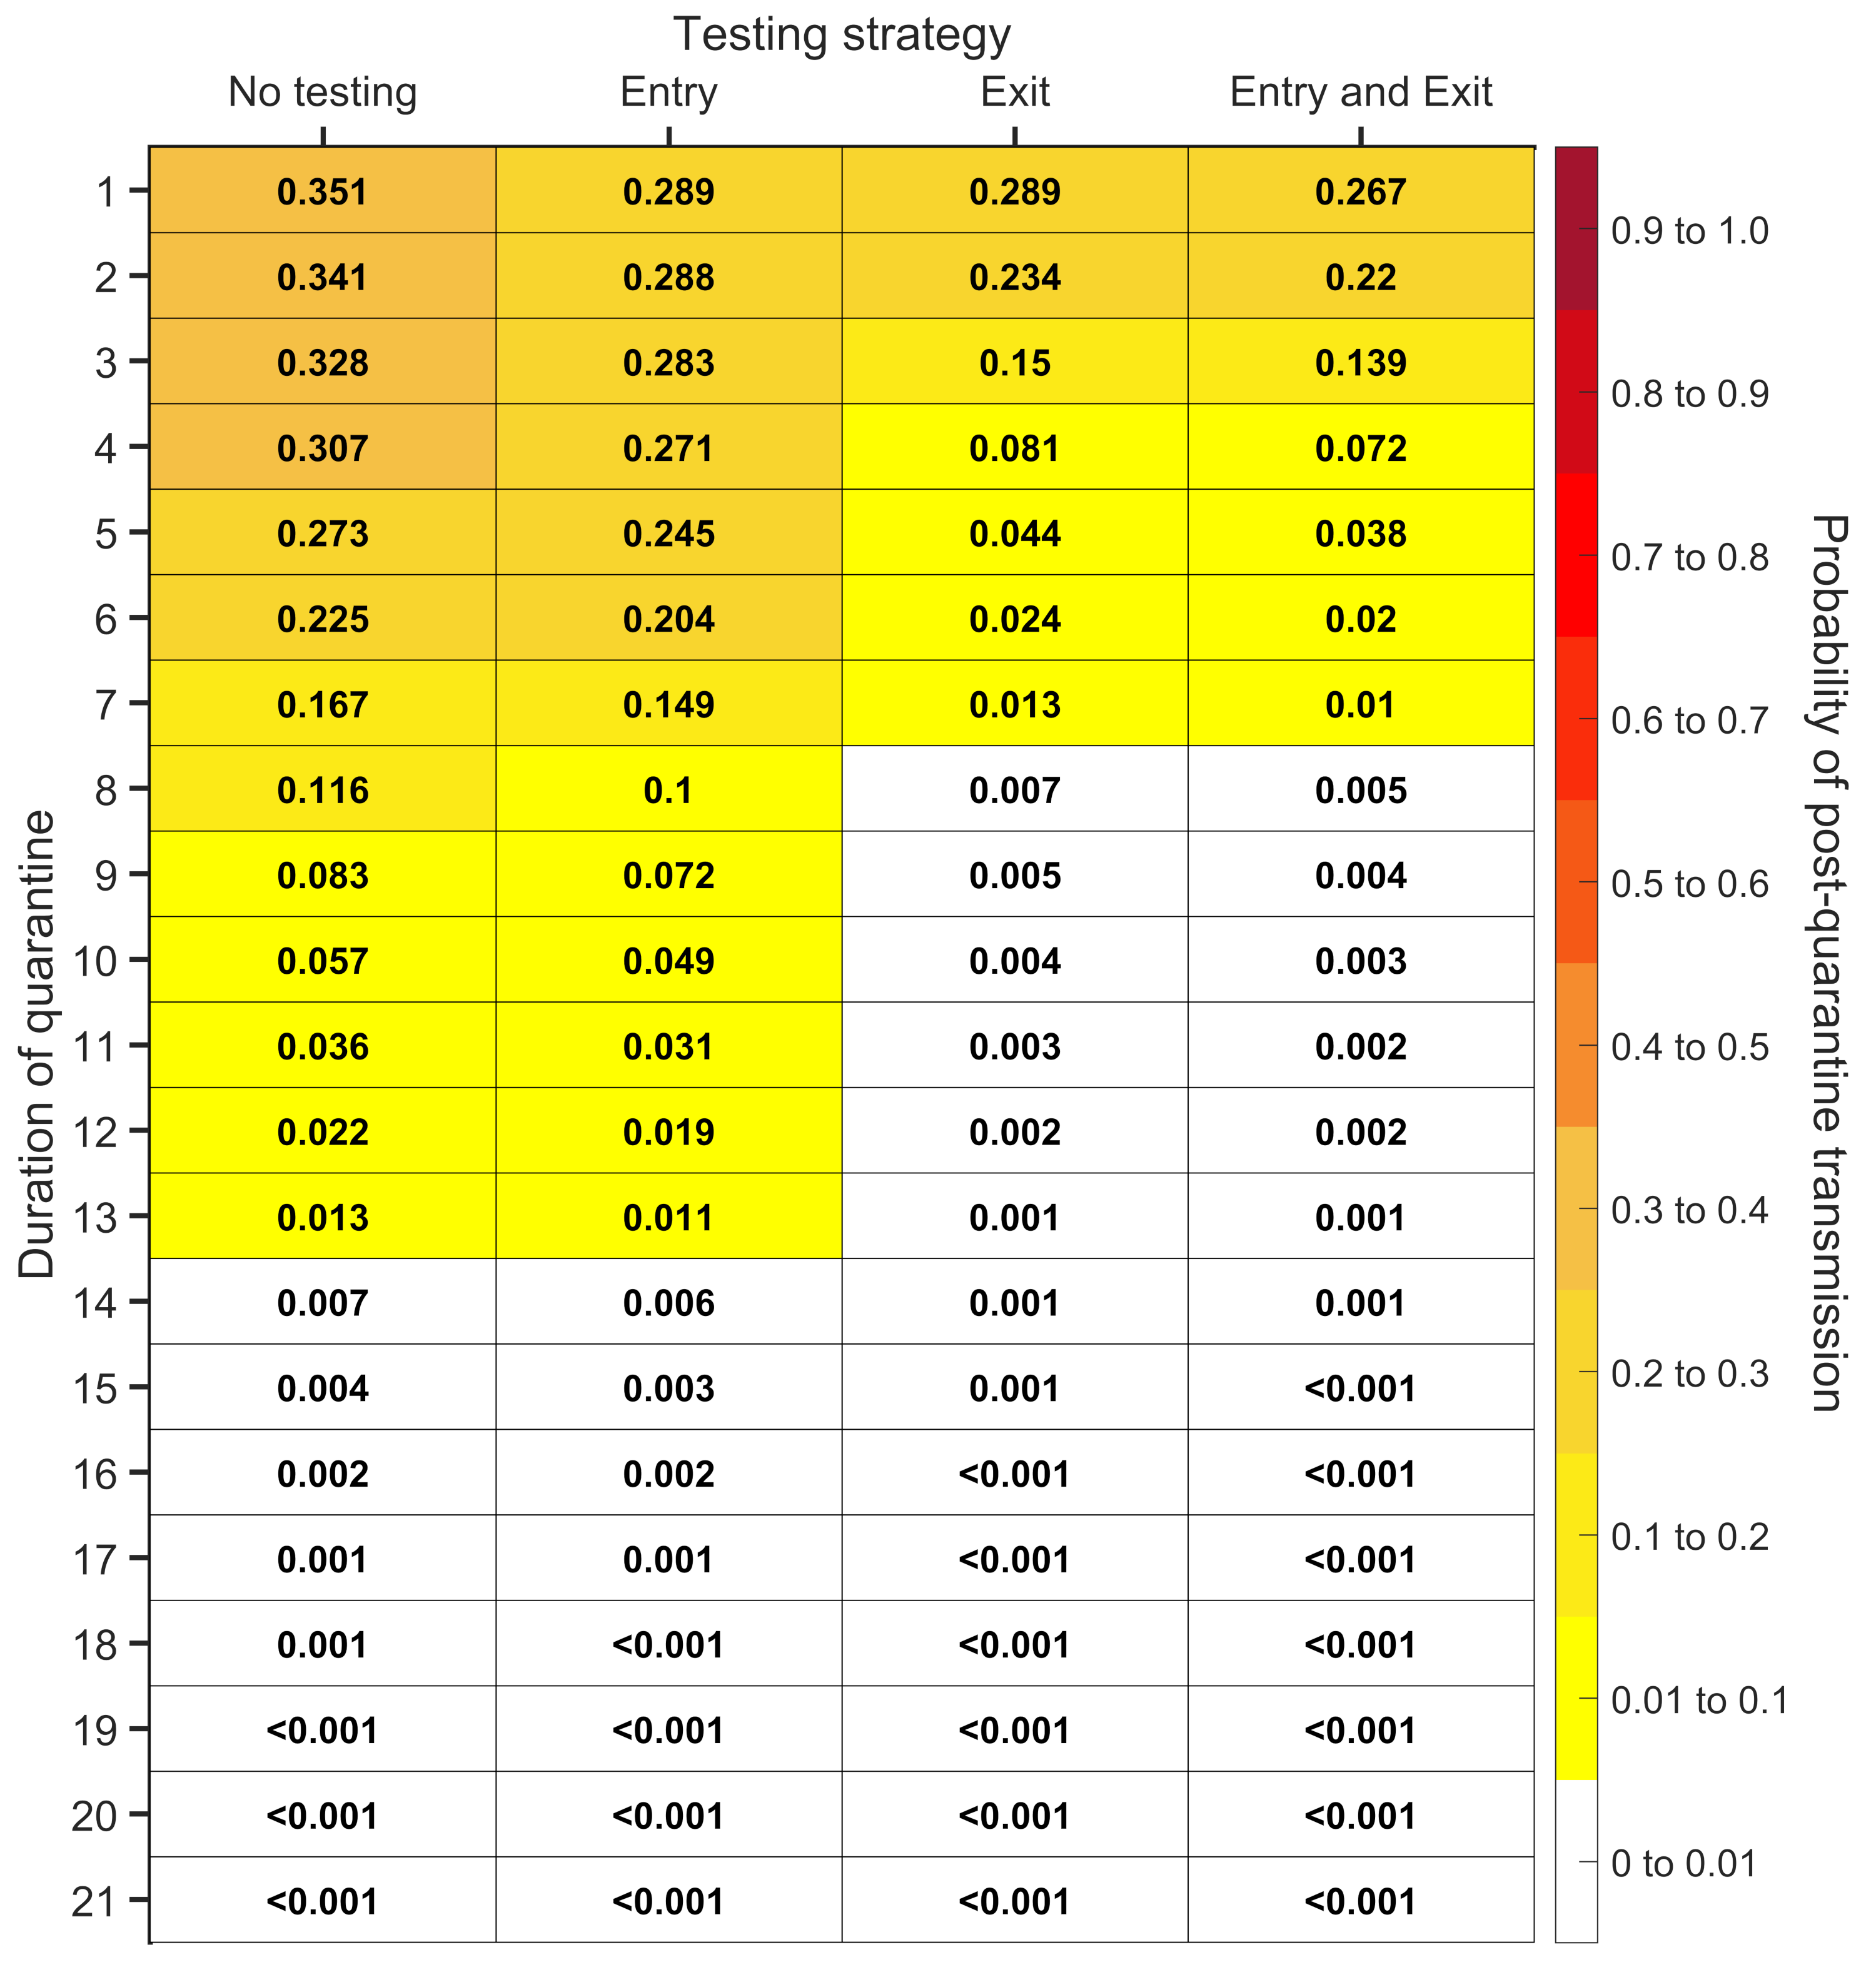 Testing strategy
No testing Entry Exit Entry and Exit
1 0.351 0.289 0.289 0.267
2 0.341 0.288 0.234 0.22
3 0.328 0.283 0.15 0.139
4 0.307 0.271 0.081 0.072
5 0.273 0.245 0.044 0.038
6 0.225 0.204 0.024 0.02
7 0.167 0.149 0.013 0.01
8 0.116 0.1 0.007 0.005
9 0.083 0.072 0.005 0.004
10 0.057 0.049 0.004 0.003
11 0.036 0.031 0.003 0.002
12 0.022 0.019 0.002 0.002
13 0.013 0.011 0.001 0.001
14 0.007 0.006 0.001 0.001
15 0.004 0.003 0.001 <0.001
16 0.002 0.002 <0.001 <0.001
17 0.001 0.001 <0.001 <0.001
18 0.001 <0.001 <0.001 <0.001
19 <0.001 <0.001 <0.001 <0.001
20 <0.001 <0.001 <0.001 <0.001
21 <0.001 <0.001 <0.001 <0.001
Duration of quarantine
0.9 to 1.0
0.8 to 0.9
0.7 to 0.8
0.6 to 0.7
0.5 to 0.6
0.4 to 0.5
0.3 to 0.4
0.2 to 0.3
0.1 to 0.2
0.01 to 0.1
0 to 0.01
Probability of post-quarantine transmission